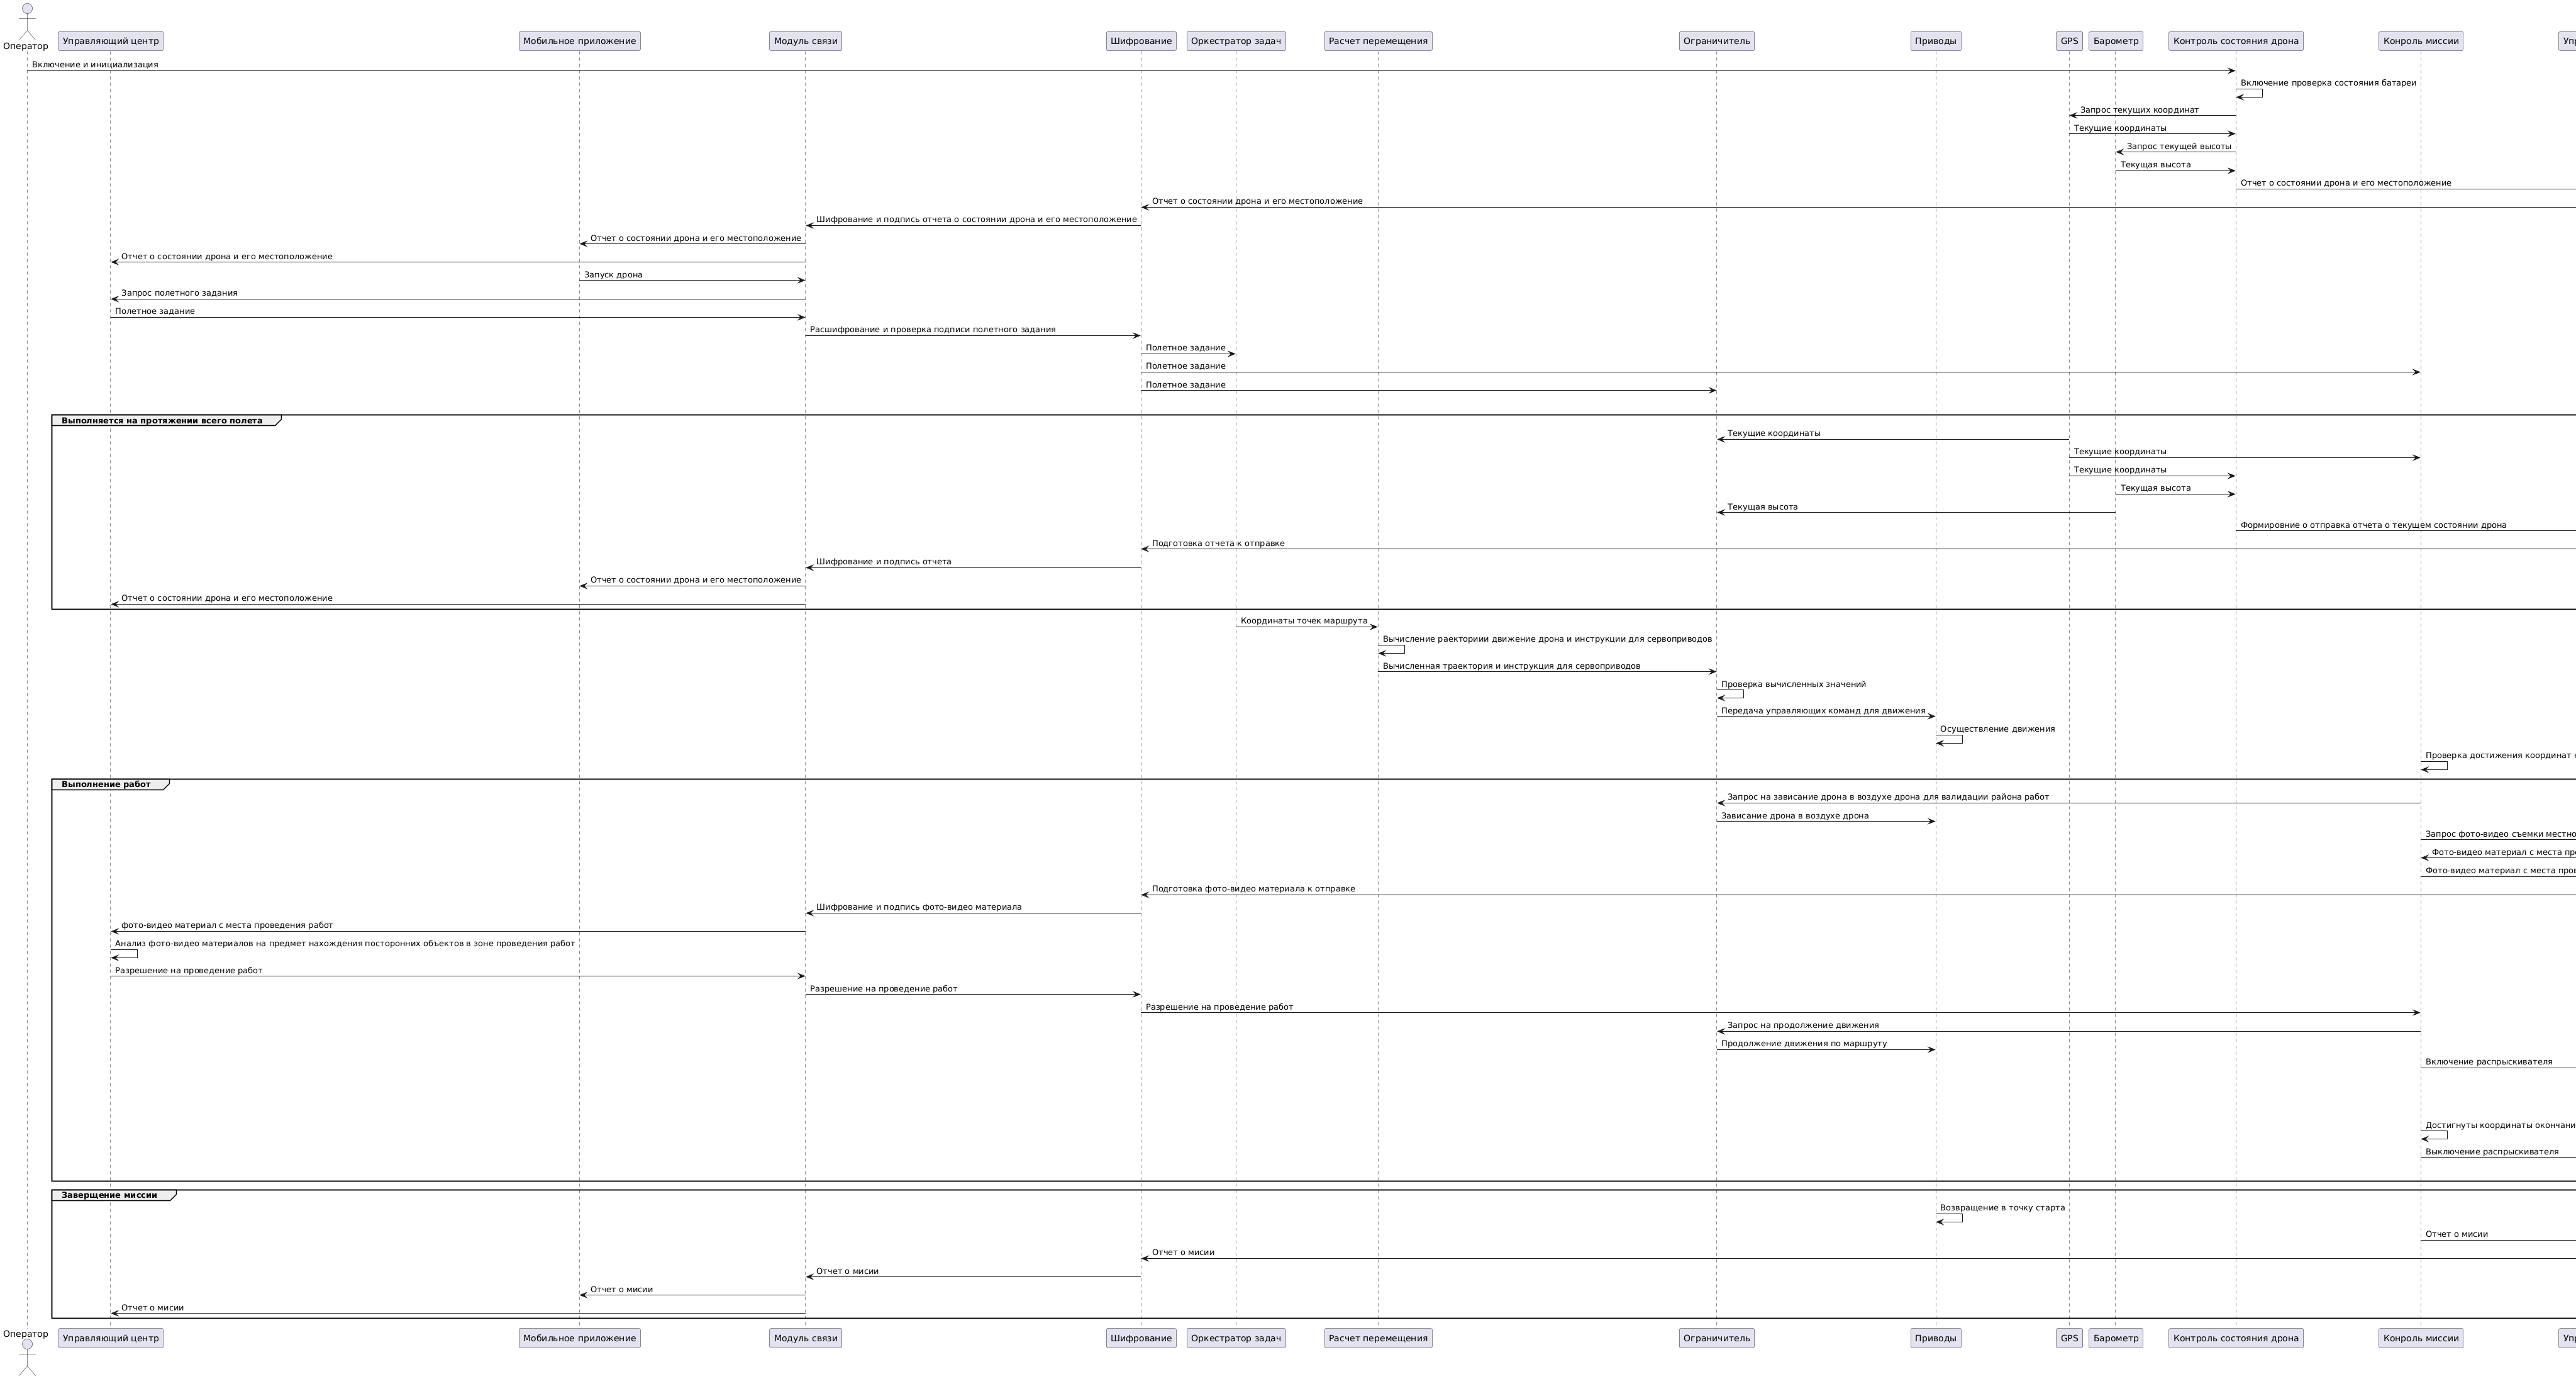 Оператор
Управляющий центр
Мобильное приложение
Модуль связи
Шифрование
Оркестратор задач
Расчет перемещения
Ограничитель
Приводы
GPS
Барометр
Контроль состояния дрона
Конроль миссии
Упр
Включение и инициализация
Включение проверка состояния батареи
Запрос текущих координат
Текущие координаты
Запрос текущей высоты
Текущая высота
Отчет о состоянии дрона и его местоположение
Отчет о состоянии дрона и его местоположение
Шифрование и подпись отчета о состоянии дрона и его местоположение
Отчет о состоянии дрона и его местоположение
Отчет о состоянии дрона и его местоположение
Запуск дрона
Запрос полетного задания
Полетное задание
Расшифрование и проверка подписи полетного задания
Полетное задание
Полетное задание
Полетное задание
Выполняется на протяжении всего полета
Текущие координаты
Текущие координаты
Текущие координаты
Текущая высота
Текущая высота
Формировние о отправка отчета о текущем состоянии дрона
Подготовка отчета к отправке
Шифрование и подпись отчета
Отчет о состоянии дрона и его местоположение
Отчет о состоянии дрона и его местоположение
Координаты точек маршрута
Вычисление раекториии движение дрона и инструкции для сервоприводов
Вычисленная траектория и инструкция для сервоприводов
Проверка вычисленных значений
Передача управляющих команд для движения
Осуществление движения
Проверка достижения координат
Выполнение работ
Запрос на зависание дрона в воздухе дрона для валидации района работ
Зависание дрона в воздухе дрона
Запрос фото-видео съемки местно
Фото-видео материал с места пр
Фото-видео материал с места пров
Подготовка фото-видео материала к отправке
Шифрование и подпись фото-видео материала
фото-видео материал с места проведения работ
Анализ фото-видео материалов на предмет нахождения посторонних объектов в зоне проведения работ
Разрешение на проведение работ
Разрешение на проведение работ
Разрешение на проведение работ
Запрос на продолжение движения
Продолжение движения по маршруту
Включение распрыскивателя
Достигнуты координаты окончани
Выключение распрыскивателя
Заверщение миссии
Возвращение в точку старта
Отчет о мисии
Отчет о мисии
Отчет о мисии
Отчет о мисии
Отчет о мисии
Оператор
Управляющий центр
Мобильное приложение
Модуль связи
Шифрование
Оркестратор задач
Расчет перемещения
Ограничитель
Приводы
GPS
Барометр
Контроль состояния дрона
Конроль миссии
Упр